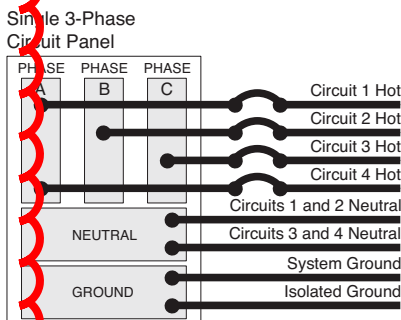 Single 3-Phase
Circuit Panel
PHASE PHASE PHASE
A B C
Circuit 1 Hot
Circuit 2 Hot
Circuit 3 Hot
Circuit 4 Hot
Circuits 1 and 2 Neutral
NEUTRAL
Circuits 3 and 4 Neutral
System Ground
GROUND
Isolated Ground